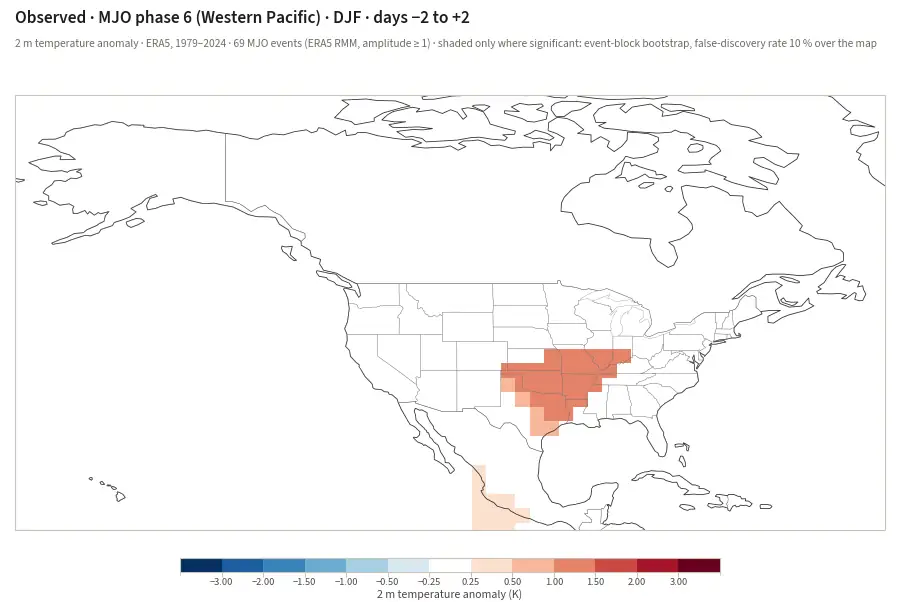 Observed · MJO phase 6 (Western Pacific) · DJF · days −2 to +2
2 m temperature anomaly · ERA5, 1979–2024 · 69 MJO events (ERA5 RMM, amplitude ≥ 1) · shaded only where significant: event-block bootstrap, false-discovery rate 10 % over the map
−3.00 −2.00 −1.50 −1.00 −0.50 −0.25 0.25 0.50 1.00 1.50 2.00 3.00
2 m temperature anomaly (K)